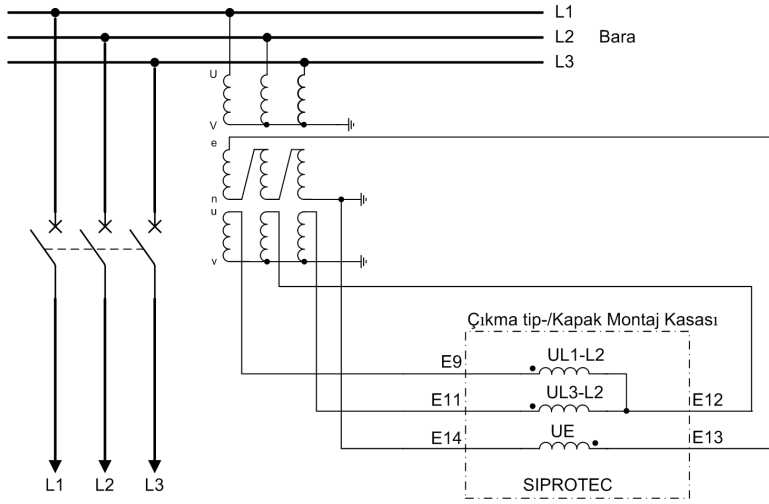 L1
L2 Bara
L3
U
V
e
n
u
v
Çıkma tip-/Kapak Montaj Kasası
E9 UL1-L2
E11 UL3-L2 E12
E14 UE E13
L1 L2 L3 SIPROTEC